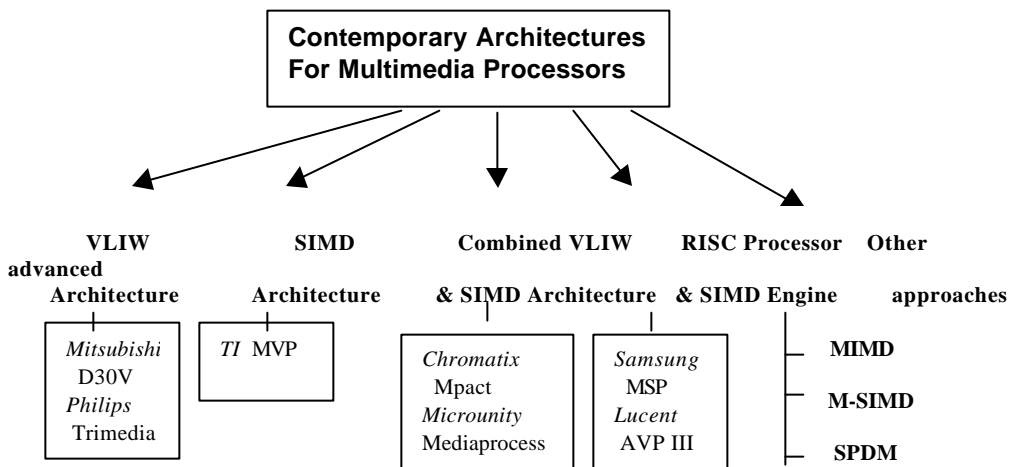 Contemporary Architectures
For Multimedia Processors
VLIW SIMD Combined VLIW RISC Processor Other
advanced
Architecture Architecture & SIMD Architecture & SIMD Engine approaches
Mitsubishi
D30V
Philips
Trimedia
TI MVP
Chromatix
Mpact
Microunity
Mediaprocess
Samsung
MSP
Lucent
AVP III
MIMD
M-SIMD
SPDM